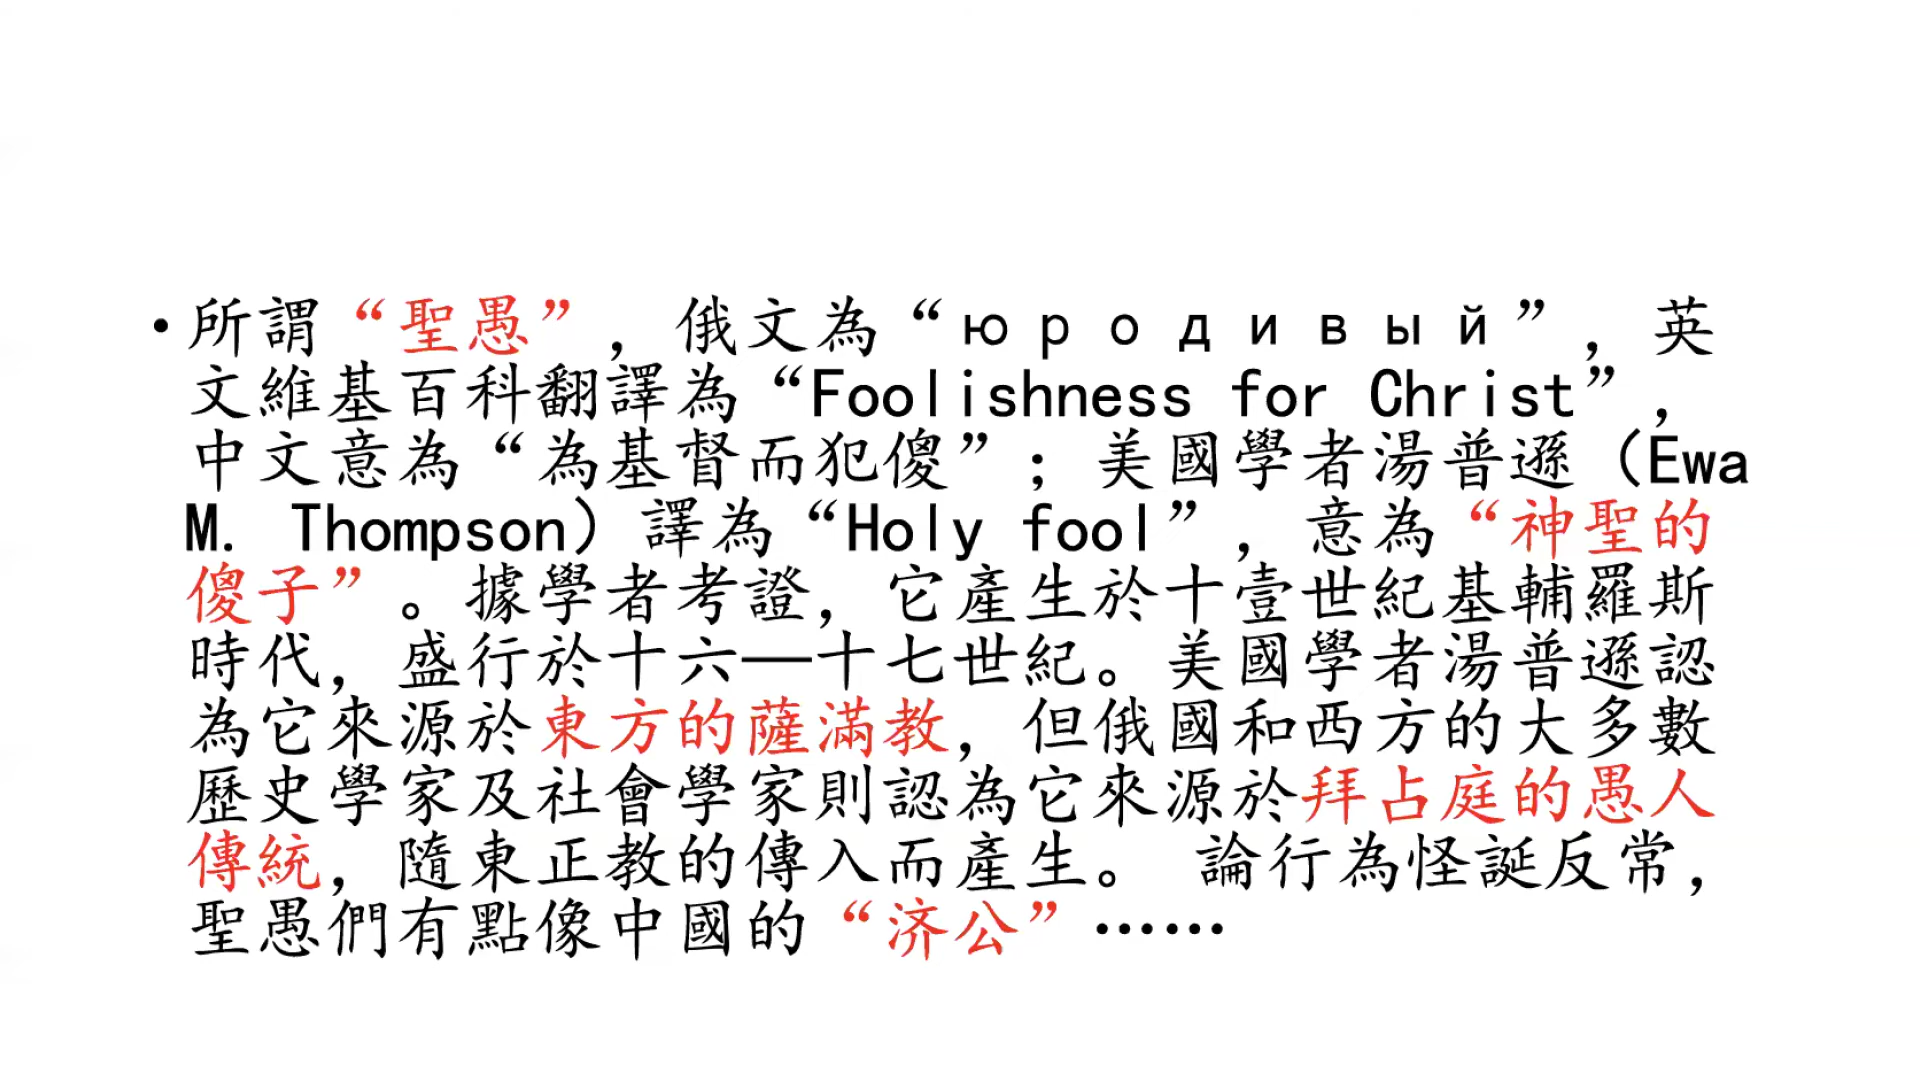 •所謂“聖愚”，俄文為“юродивый”，英
文維基百科翻譯為“Foolishness for Christ”，
中文意為“為基督而犯傻”；美國學者湯普遜（Ewa
M. Thompson）譯為“Holy fool”，意為“神聖的
傻子”。據學者考證，它產生於十壹世紀基輔羅斯
時代，盛行於十六—十七世紀。美國學者湯普遜認
為它來源於東方的薩滿教，但俄國和西方的大多數
歷史學家及社會學家則認為它來源於拜占庭的愚人
傳統，隨東正教的傳入而產生。 論行為怪誕反常，
聖愚們有點像中國的“济公”……